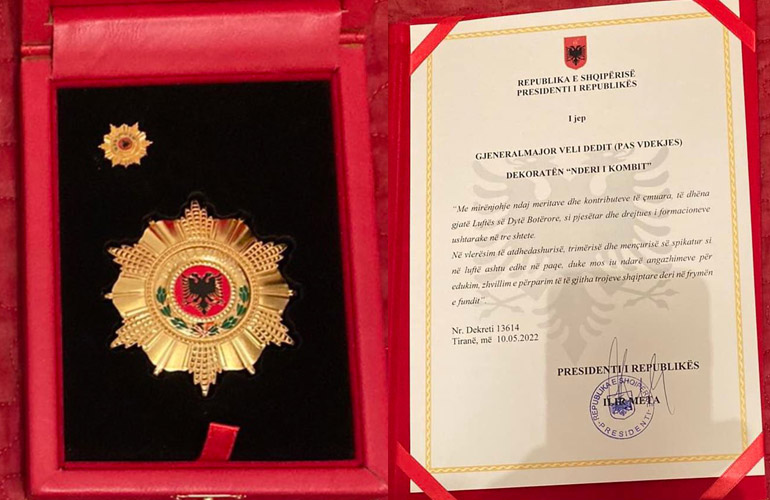 REPUBLIKA E SHQIPËRISË
PRESIDENTI I REPUBLIKËS
I jep
GJENERALMAJOR VELI DEDIT (PAS VDEKJES)
DEKORATËN “NDERI I KOMBIT”
“Me mirënjohje ndaj meritave dhe kontributeve të çmuara, të dhëna
gjatë Luftës së Dytë Botërore, si pjesëtar dhe drejtues i formacioneve
ushtarake në tre shtete.
Në vlerësim të atdhedashurisë, trimërisë dhe mençurisë së spikatur si
në luftë ashtu edhe në paqe, duke mos iu ndarë angazhimeve për
edukim, zhvillim e përparim të të gjitha trojeve shqiptare deri në frymën
e fundit”
Nr. Dekreti 13614
Tiranë, më 10.05.2022
PRESIDENTI I REPUBLIKËS
ILIR META
REPUBLIKA E SHQIPËRISË
PRESIDENTI